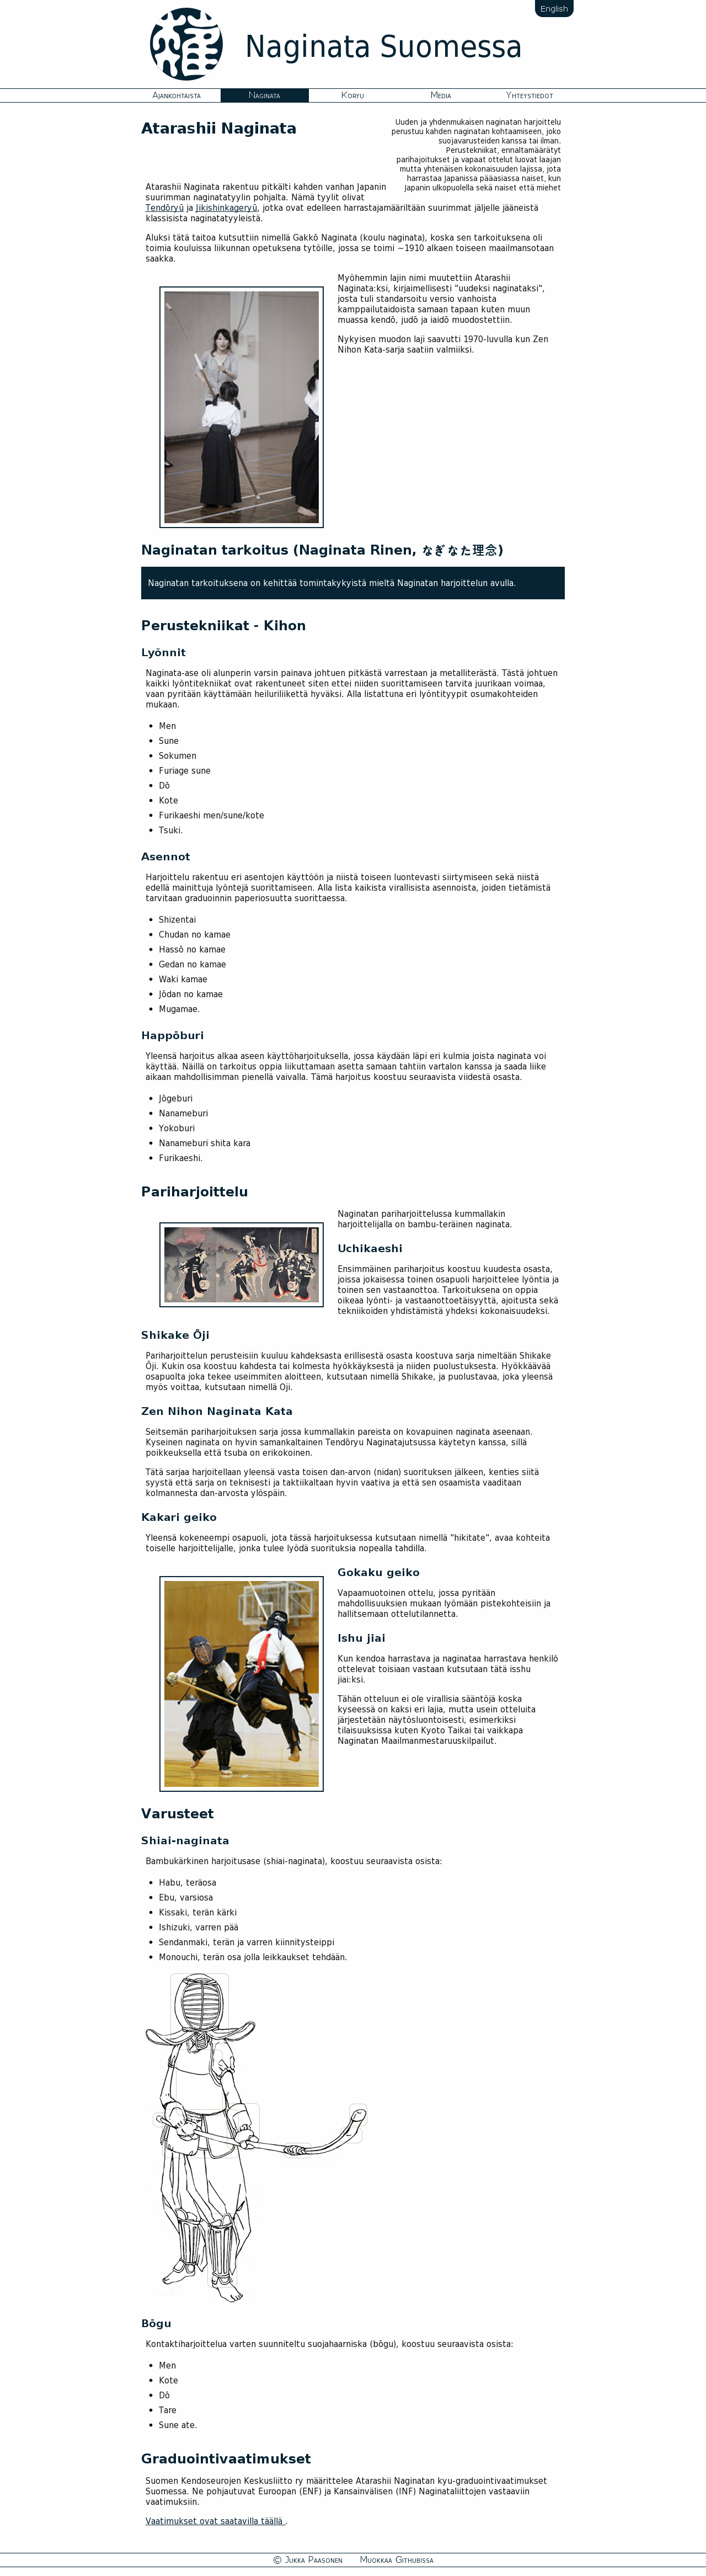 English
Naginata Suomessa
Ajankohtaista Naginata Koryu Media Yhteystiedot
Atarashii Naginata
Uuden ja yhdenmukaisen naginatan harjoittelu
perustuu kahden naginatan kohtaamiseen, joko
suojavarusteiden kanssa tai ilman.
Perustekniikat, ennaltamäärätyt
parihajoitukset ja vapaat ottelut luovat laajan
mutta yhtenäisen kokonaisuuden lajissa, jota
harrastaa Japanissa pääasiassa naiset, kun
Japanin ulkopuolella sekä naiset että miehet
Atarashii Naginata rakentuu pitkälti kahden vanhan Japanin
suurimman naginatatyylin pohjalta. Nämä tyylit olivat
Tendōryū ja Jikishinkageryū, jotka ovat edelleen harrastajamääriltään suurimmat jäljelle jääneistä
klassisista naginatatyyleistä.
Aluksi tätä taitoa kutsuttiin nimellä Gakkō Naginata (koulu naginata), koska sen tarkoituksena oli
toimia kouluissa liikunnan opetuksena tytöille, jossa se toimi ~1910 alkaen toiseen maailmansotaan
saakka.
Myöhemmin lajin nimi muutettiin Atarashii
Naginata:ksi, kirjaimellisesti "uudeksi naginataksi",
josta tuli standarsoitu versio vanhoista
kamppailutaidoista samaan tapaan kuten muun
muassa kendō, judō ja iaidō muodostettiin.
Nykyisen muodon laji saavutti 1970-luvulla kun Zen
Nihon Kata-sarja saatiin valmiiksi.
Naginatan tarkoitus (Naginata Rinen, なぎなた理念)
Naginatan tarkoituksena on kehittää tomintakykyistä mieltä Naginatan harjoittelun avulla.
Perustekniikat - Kihon
Lyönnit
Naginata-ase oli alunperin varsin painava johtuen pitkästä varrestaan ja metalliterästä. Tästä johtuen
kaikki lyöntitekniikat ovat rakentuneet siten ettei niiden suorittamiseen tarvita juurikaan voimaa,
vaan pyritään käyttämään heiluriliikettä hyväksi. Alla listattuna eri lyöntityypit osumakohteiden
mukaan.
Men
Sune
Sokumen
Furiage sune
Dō
Kote
Furikaeshi men/sune/kote
Tsuki.
Asennot
Harjoittelu rakentuu eri asentojen käyttöön ja niistä toiseen luontevasti siirtymiseen sekä niistä
edellä mainittuja lyöntejä suorittamiseen. Alla lista kaikista virallisista asennoista, joiden tietämistä
tarvitaan graduoinnin paperiosuutta suorittaessa.
Shizentai
Chudan no kamae
Hassō no kamae
Gedan no kamae
Waki kamae
Jōdan no kamae
Mugamae.
Happōburi
Yleensä harjoitus alkaa aseen käyttöharjoituksella, jossa käydään läpi eri kulmia joista naginata voi
käyttää. Näillä on tarkoitus oppia liikuttamaan asetta samaan tahtiin vartalon kanssa ja saada liike
aikaan mahdollisimman pienellä vaivalla. Tämä harjoitus koostuu seuraavista viidestä osasta.
Jōgeburi
Nanameburi
Yokoburi
Nanameburi shita kara
Furikaeshi.
Pariharjoittelu
Naginatan pariharjoittelussa kummallakin
harjoittelijalla on bambu-teräinen naginata.
Uchikaeshi
Ensimmäinen pariharjoitus koostuu kuudesta osasta,
joissa jokaisessa toinen osapuoli harjoittelee lyöntia ja
toinen sen vastaanottoa. Tarkoituksena on oppia
oikeaa lyönti- ja vastaanottoetäisyyttä, ajoitusta sekä
tekniikoiden yhdistämistä yhdeksi kokonaisuudeksi.
Shikake Ōji
Pariharjoittelun perusteisiin kuuluu kahdeksasta erillisestä osasta koostuva sarja nimeltään Shikake
Ōji. Kukin osa koostuu kahdesta tai kolmesta hyökkäyksestä ja niiden puolustuksesta. Hyökkäävää
osapuolta joka tekee useimmiten aloitteen, kutsutaan nimellä Shikake, ja puolustavaa, joka yleensä
myös voittaa, kutsutaan nimellä Oji.
Zen Nihon Naginata Kata
Seitsemän pariharjoituksen sarja jossa kummallakin pareista on kovapuinen naginata aseenaan.
Kyseinen naginata on hyvin samankaltainen Tendōryu Naginatajutsussa käytetyn kanssa, sillä
poikkeuksella että tsuba on erikokoinen.
Tätä sarjaa harjoitellaan yleensä vasta toisen dan-arvon (nidan) suorituksen jälkeen, kenties siitä
syystä että sarja on teknisesti ja taktiikaltaan hyvin vaativa ja että sen osaamista vaaditaan
kolmannesta dan-arvosta ylöspäin.
Kakari geiko
Yleensä kokeneempi osapuoli, jota tässä harjoituksessa kutsutaan nimellä "hikitate", avaa kohteita
toiselle harjoittelijalle, jonka tulee lyödä suorituksia nopealla tahdilla.
Gokaku geiko
Vapaamuotoinen ottelu, jossa pyritään
mahdollisuuksien mukaan lyömään pistekohteisiin ja
hallitsemaan ottelutilannetta.
Ishu jiai
Kun kendoa harrastava ja naginataa harrastava henkilö
ottelevat toisiaan vastaan kutsutaan tätä isshu
jiai:ksi.
Tähän otteluun ei ole virallisia sääntöjä koska
kyseessä on kaksi eri lajia, mutta usein otteluita
järjestetään näytösluontoisesti, esimerkiksi
tilaisuuksissa kuten Kyoto Taikai tai vaikkapa
Naginatan Maailmanmestaruuskilpailut.
Varusteet
Shiai-naginata
Bambukärkinen harjoitusase (shiai-naginata), koostuu seuraavista osista:
Habu, teräosa
Ebu, varsiosa
Kissaki, terän kärki
Ishizuki, varren pää
Sendanmaki, terän ja varren kiinnitysteippi
Monouchi, terän osa jolla leikkaukset tehdään.
Bōgu
Kontaktiharjoittelua varten suunniteltu suojahaarniska (bōgu), koostuu seuraavista osista:
Men
Kote
Dō
Tare
Sune ate.
Graduointivaatimukset
Suomen Kendoseurojen Keskusliitto ry määrittelee Atarashii Naginatan kyu-graduointivaatimukset
Suomessa. Ne pohjautuvat Euroopan (ENF) ja Kansainvälisen (INF) Naginataliittojen vastaaviin
vaatimuksiin.
Vaatimukset ovat saatavilla täällä .
© Jukka Paasonen Muokkaa Githubissa